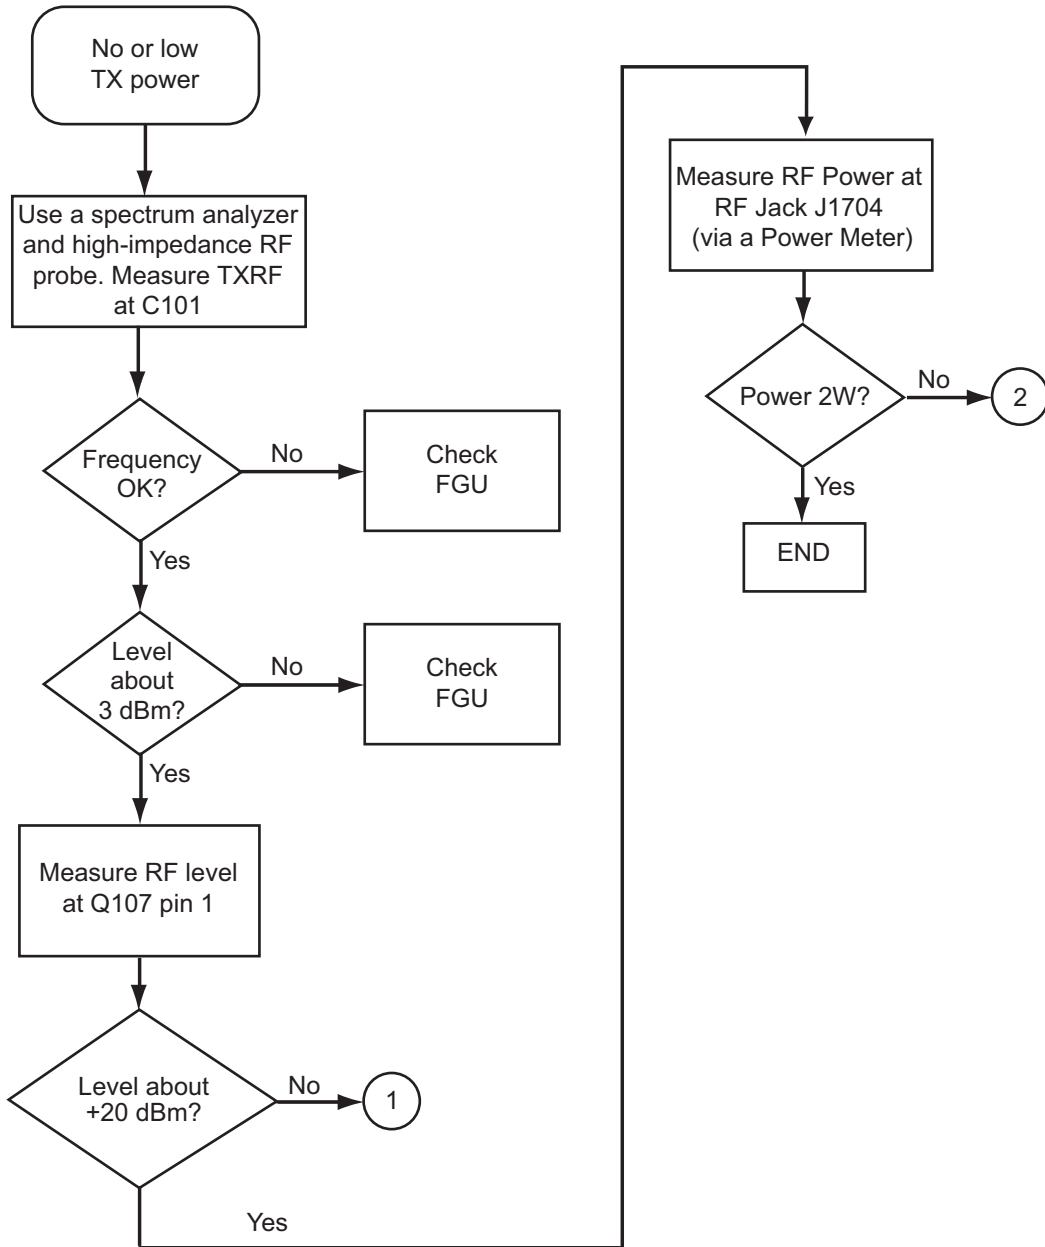 No or low
TX power
Use a spectrum analyzer
and high-impedance RF
probe. Measure TXRF
at C101
Frequency
OK?
No
Check
FGU
Yes
Level
about
3 dBm?
No
Check
FGU
Yes
Measure RF level
at Q107 pin 1
Level about
+20 dBm?
No
1
Yes
Measure RF Power at
RF Jack J1704
(via a Power Meter)
Power 2W?
No
2
Yes
END